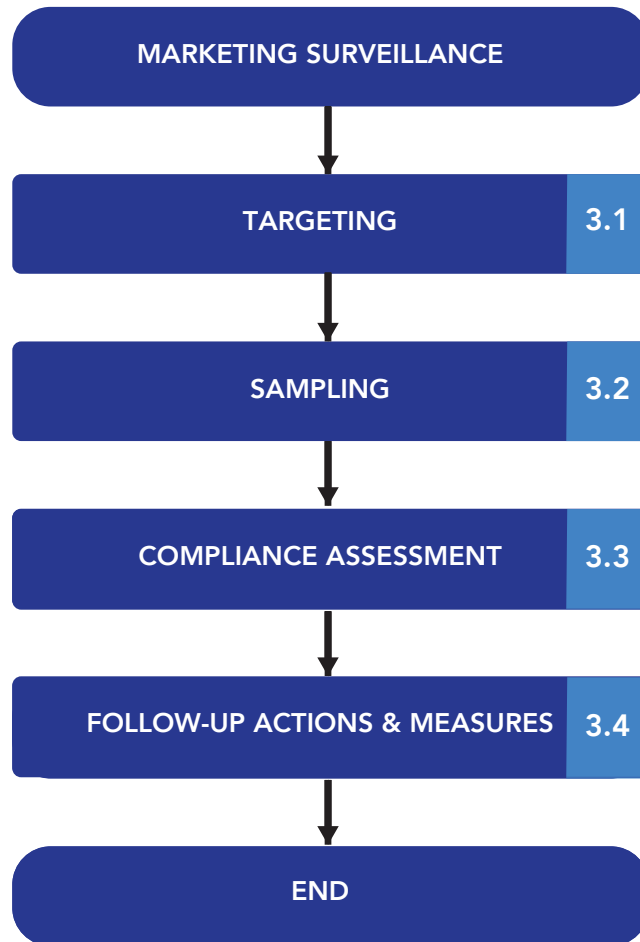 MARKETING SURVEILLANCE
TARGETING 3.1
SAMPLING 3.2
COMPLIANCE ASSESSMENT 3.3
FOLLOW-UP ACTIONS & MEASURES 3.4
END